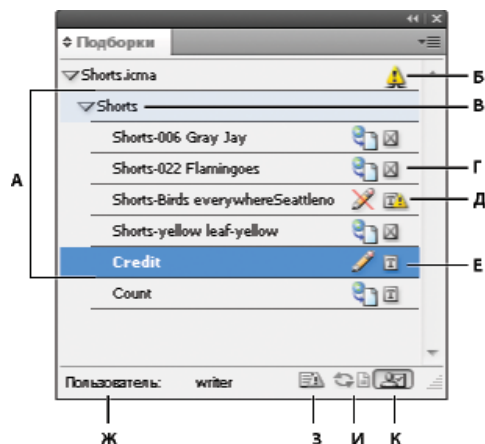 Подборки
Shorts.icma
Б
Shorts
В
Shorts-006 Gray Jay
Shorts-022 Flamingoes
Г
А
Shorts-Birds everywhereSeattleno
Д
Shorts-yellow leaf-yellow
Credit
Е
Count
Пользователь: writer
Ж З И К